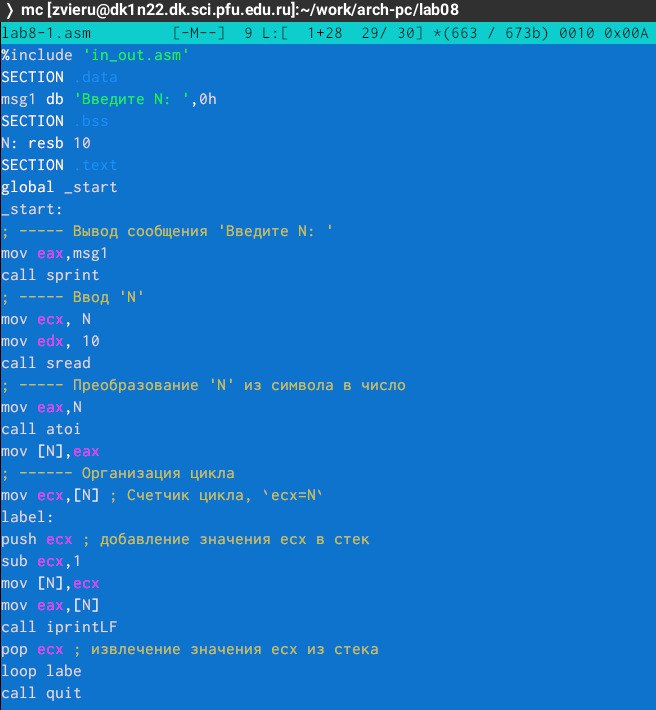 ❭ mc [zvieru@dk1n22.dk.sci.pfu.edu.ru]:~/work/arch-pc/lab08
lab8-1.asm [-M--] 9 L:[ 1+28 29/ 30] *(663 / 673b) 0010 0x00A
%include 'in_out.asm'
SECTION .data
msg1 db 'Введите N: ',0h
SECTION .bss
N: resb 10
SECTION .text
global _start
_start:
; ----- Вывод сообщения 'Введите N: '
mov eax,msg1
call sprint
; ----- Ввод 'N'
mov ecx, N
mov edx, 10
call sread
; ----- Преобразование 'N' из символа в число
mov eax,N
call atoi
mov [N],eax
; ------ Организация цикла
mov ecx,[N] ; Счетчик цикла, `ecx=N`
label:
push ecx ; добавление значения ecx в стек
sub ecx,1
mov [N],ecx
mov eax,[N]
call iprintLF
pop ecx ; извлечение значения ecx из стека
loop labe
call quit